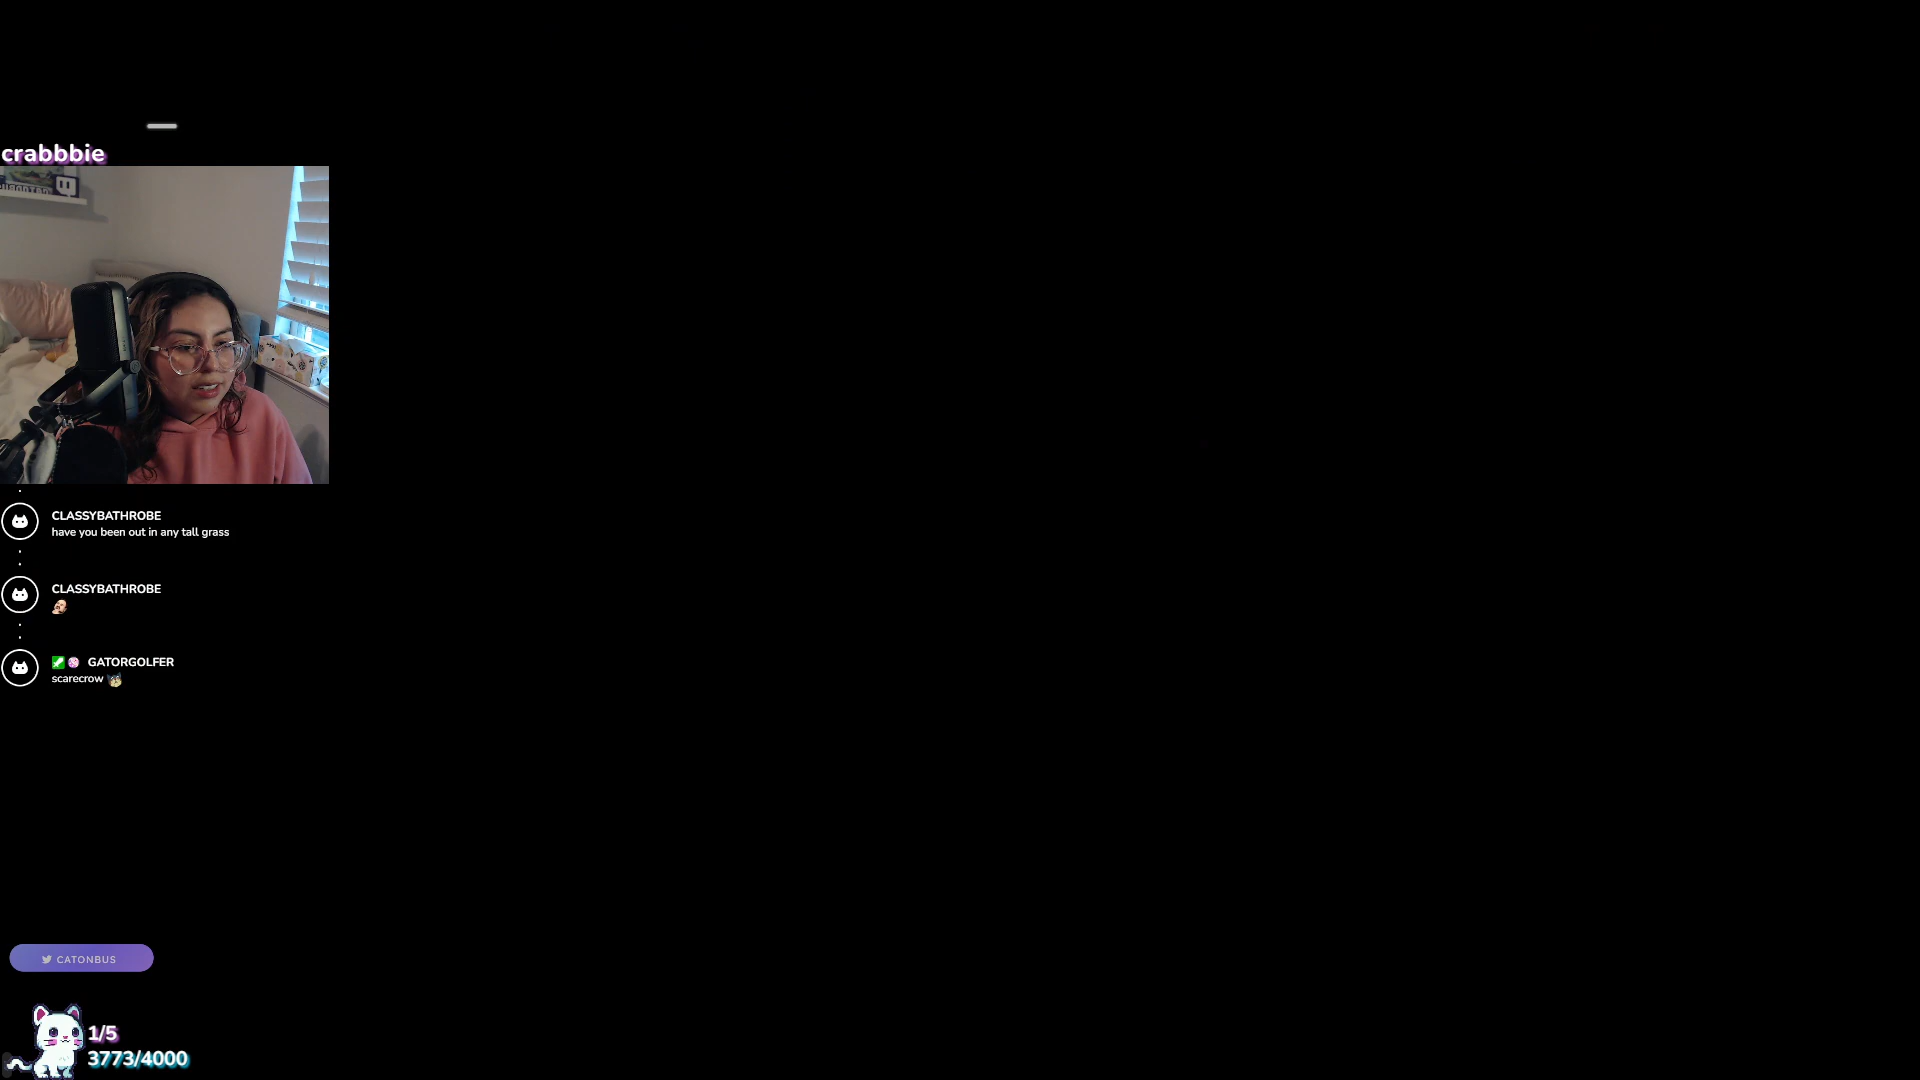 crabbbie
CLASSYBATHROBE
have you been out in any tall grass
CLASSYBATHROBE
GATORGOLFER
scarecrow
CATONBUS
1/5
3773/4000